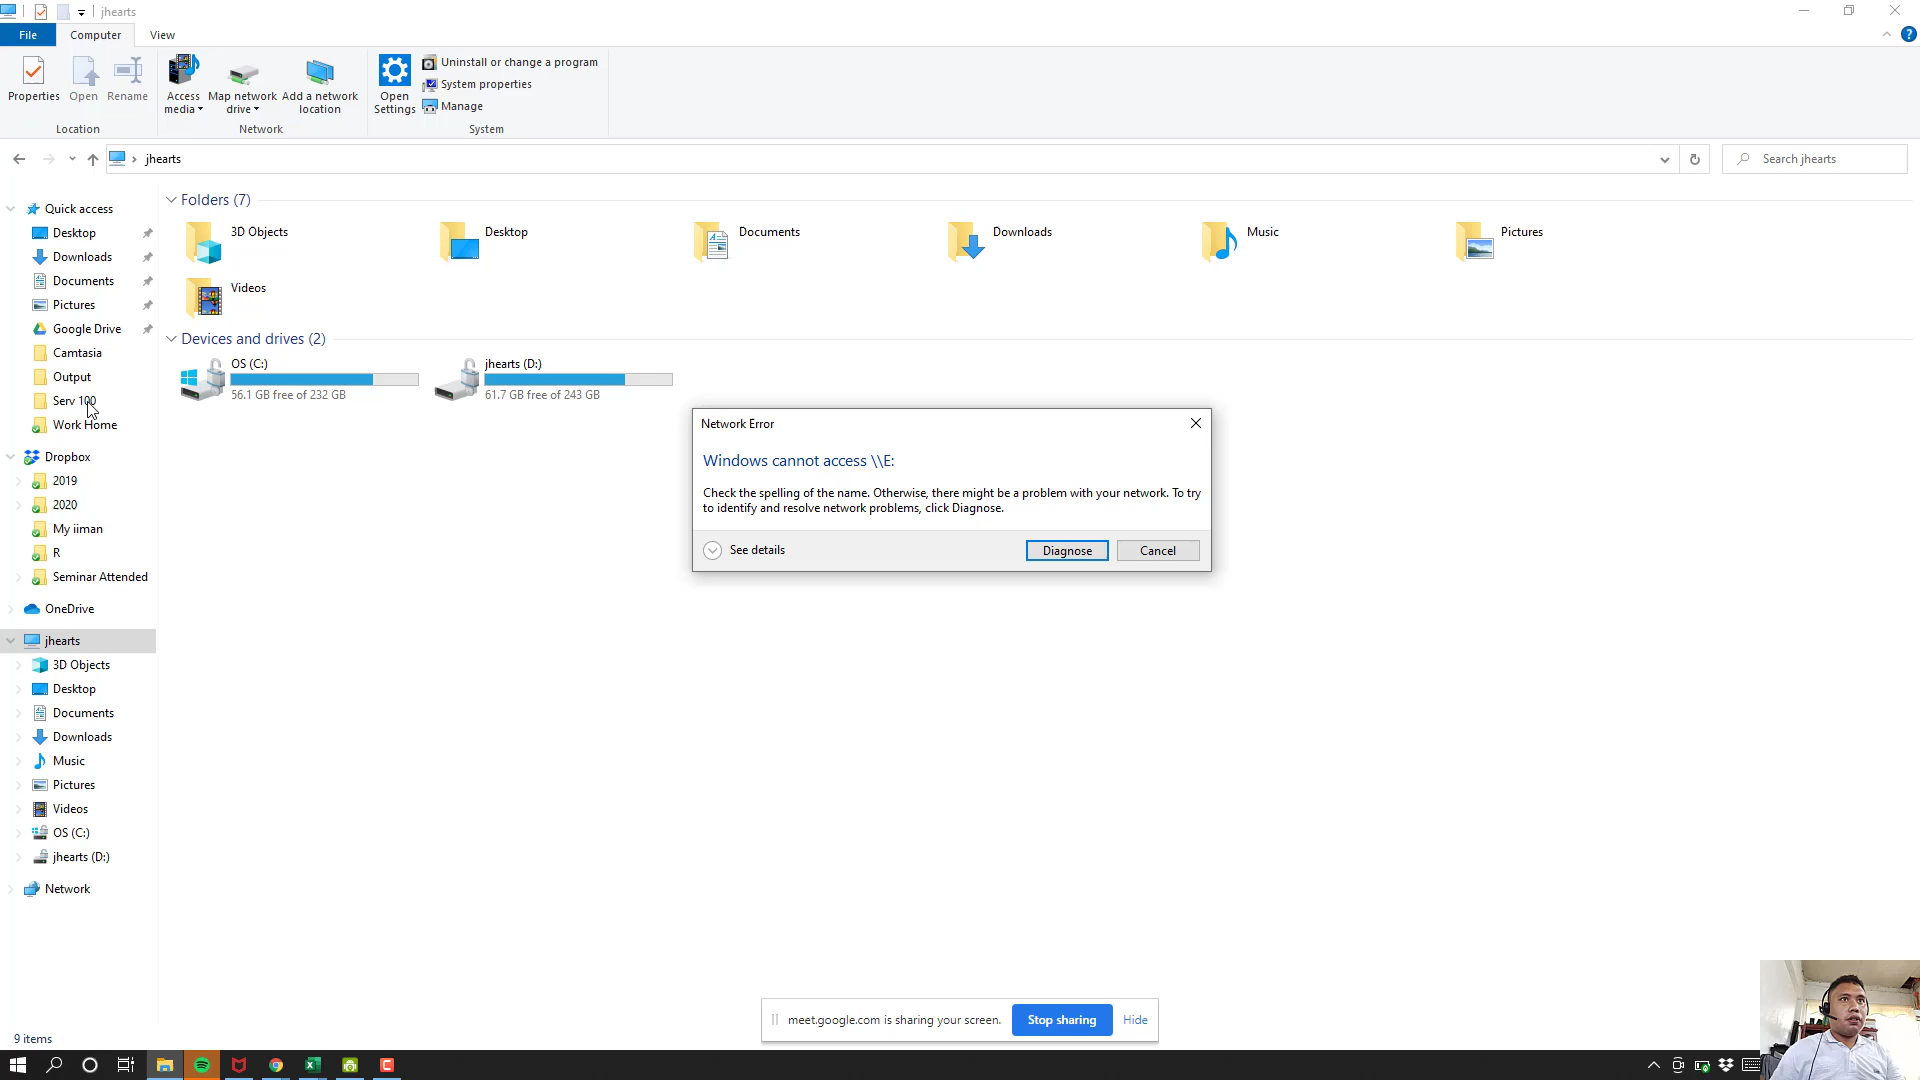 jhearts
File
Computer
View
Properties
Open
Rename
Access media
Map network drive
Add a network location
Open Settings
Uninstall or change a program
System properties
Manage
Location
Network
System
jhearts
Search jhearts
Quick access
Desktop
Downloads
Documents
Pictures
Google Drive
Camtasia
Output
Serv 100
Work Home
Dropbox
2019
2020
My iiman
R
Seminar Attended
OneDrive
jhearts
3D Objects
Desktop
Documents
Downloads
Music
Pictures
Videos
OS (C:)
jhearts (D:)
Network
Folders (7)
3D Objects
Desktop
Documents
Downloads
Music
Pictures
Videos
Devices and drives (2)
OS (C:)
56.1 GB free of 232 GB
jhearts (D:)
61.7 GB free of 243 GB
Network Error
Windows cannot access \\E:
Check the spelling of the name. Otherwise, there might be a problem with your network. To try
to identify and resolve network problems, click Diagnose.
See details
Diagnose
Cancel
meet.google.com is sharing your screen.
Stop sharing
Hide
9 items